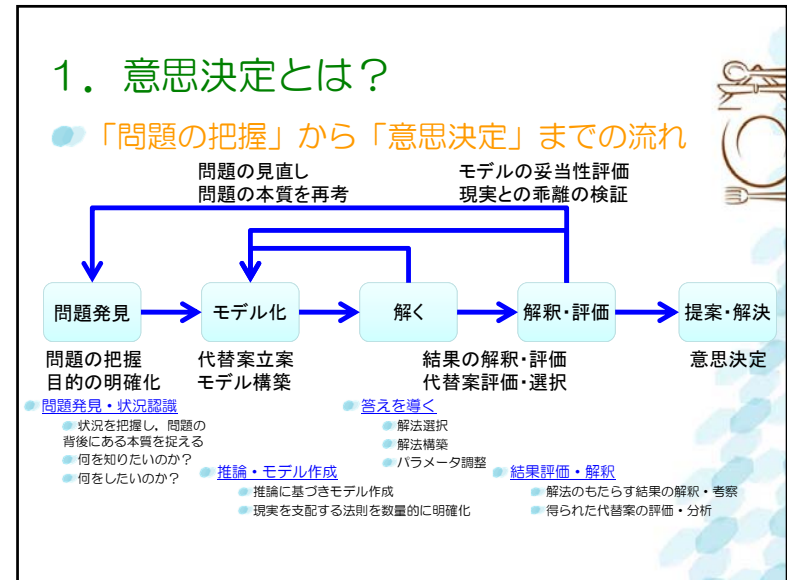 １．意思決定とは？
「問題の把握」から「意思決定」までの流れ
問題の見直し
問題の本質を再考
モデルの妥当性評価
現実との乖離の検証
問題発見
モデル化
解く
解釈・評価
提案・解決
問題の把握
目的の明確化
代替案立案
モデル構築
結果の解釈・評価
代替案評価・選択
意思決定
問題発見・状況認識
状況を把握し，問題の
背後にある本質を捉える
何を知りたいのか？
何をしたいのか？
推論・モデル作成
推論に基づきモデル作成
現実を支配する法則を数量的に明確化
答えを導く
解法選択
解法構築
パラメータ調整
結果評価・解釈
解法のもたらす結果の解釈・考察
得られた代替案の評価・分析